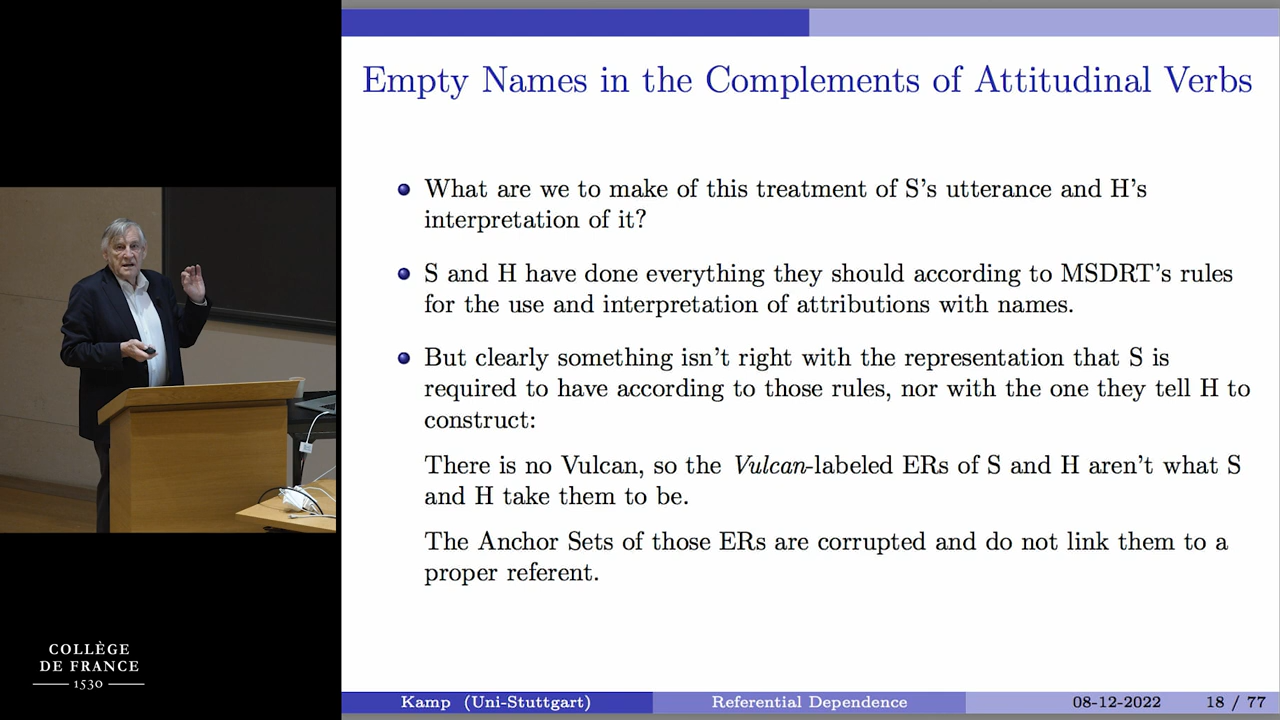 Empty Names in the Complements of Attitudinal Verbs
What are we to make of this treatment of S's utterance and H's
interpretation of it?
S and H have done everything they should according to MSDRT's rules
for the use and interpretation of attributions with names.
But clearly something isn't right with the representation that S is
required to have according to those rules, nor with the one they tell H to
construct:
There is no Vulcan, so the Vulcan-labeled ERs of S and H aren't what S
and H take them to be.
The Anchor Sets of those ERs are corrupted and do not link them to a
proper referent.
COLLÈGE
DE FRANCE
1530
Kamp (Uni-Stuttgart)
Referential Dependence
08-12-2022
18 / 77